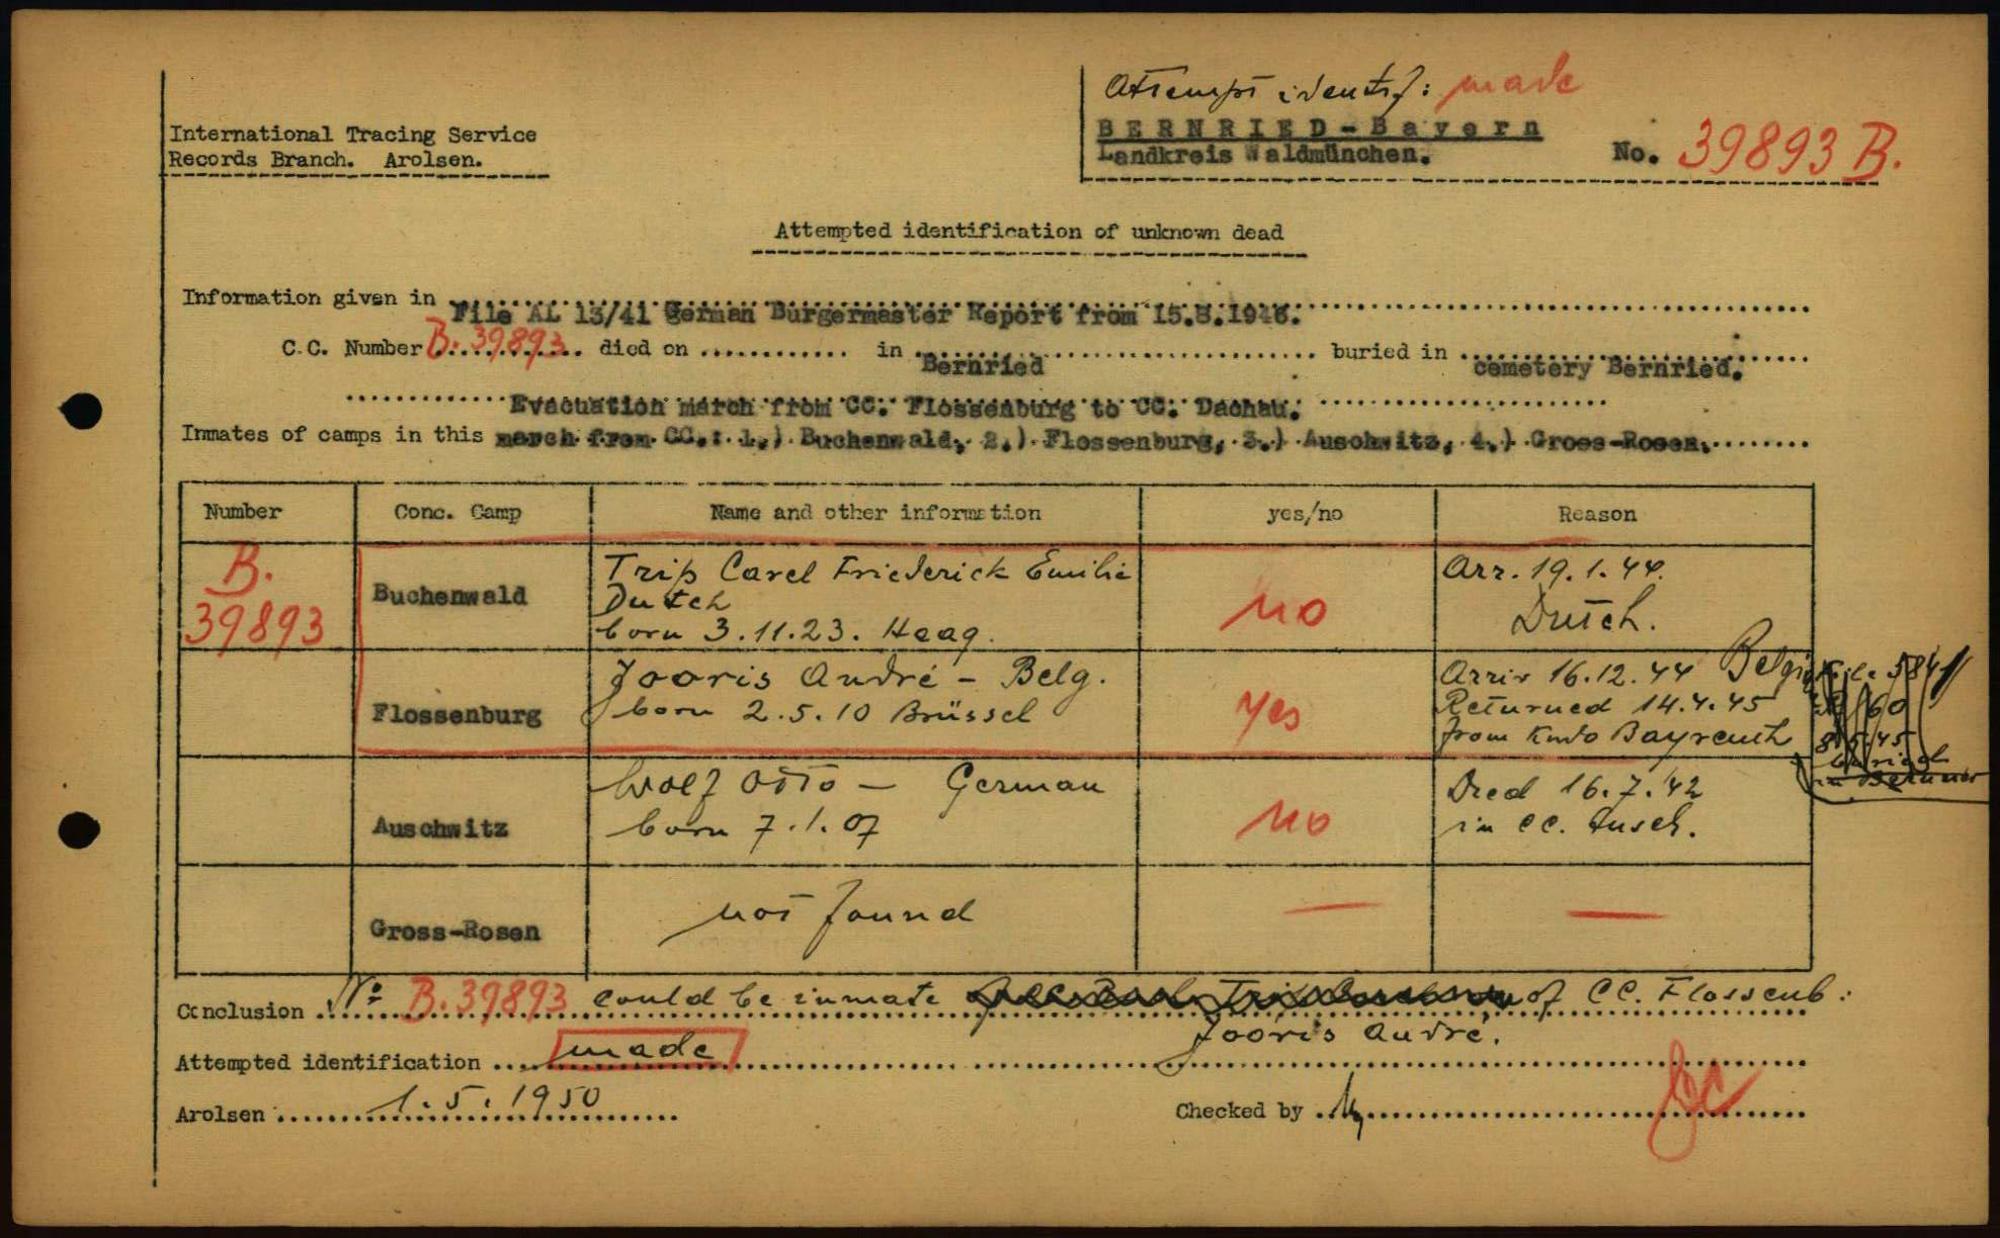 Attempt identif: made
International Tracing Service
Records Branch. Arolsen.
BERNRIED-Bayern
Landkreis Waldmünchen.
No. 39893 B.
Attempted identification of unknown dead
Information given in File AL 13/41 German Burgermaster Report from
C.C. Number B. 39893 died on in Bernried buried in cemetery Bernried.
Evacuation march from CC. Flossenburg to CC. Dachau.
Inmates of camps in this march from CC.: 1.) Buchenwald, 2.) Flossenburg, 3.) Auschwitz, 4.) Gross-Rosen.
Number Conc. Camp Name and other information yes/no Reason
B. 39893
Buchenwald
Trip Carel Friederick Emilie
Dutch
born 3.11.23. Haag.
no
Arr. 19.1.44.
Dutch.
Flossenburg
Jooris André - Belg.
born 2.5.10 Brüssel
yes
Arriv 16.12.44
Returned 14.4.45
from Kmdo Bayreuth
Auschwitz
Wolf Otto - German
born 7.1.07
no
Died 16.7.42
in CC. Ausch.
Gross-Rosen
not found
—
—
Conclusion No B. 39893 could be inmate of CC. Flossenb:
Jooris André.
Attempted identification made
Arolsen 1.5.1950
Checked by